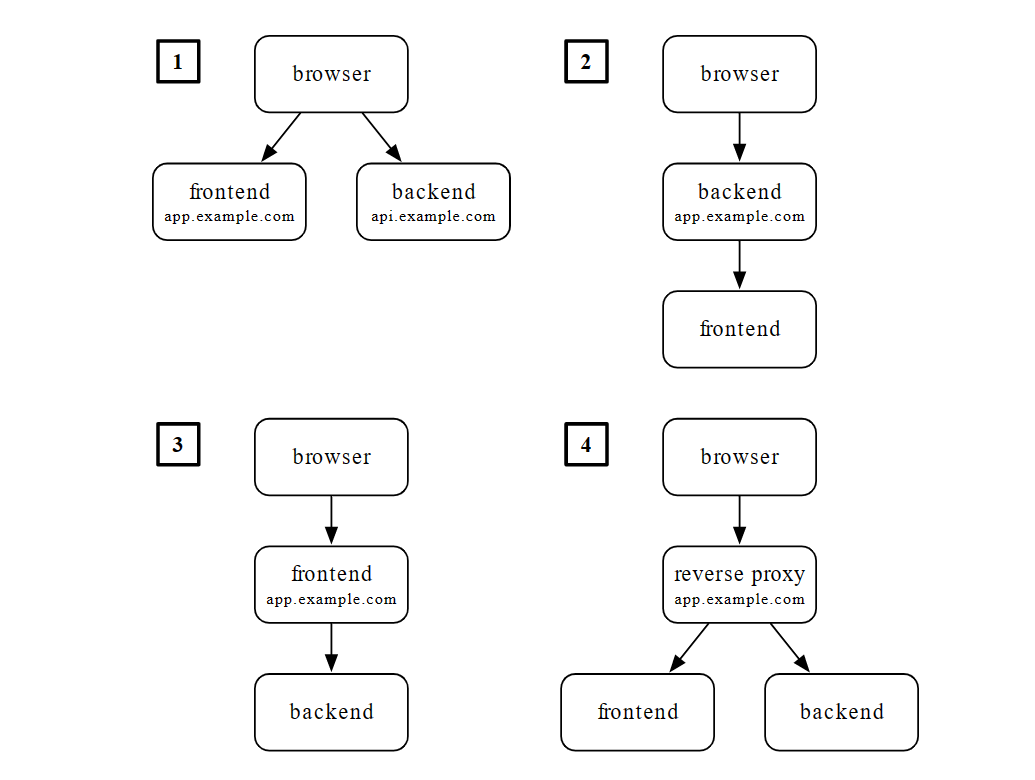 1
browser
frontend
app.example.com
backend
api.example.com
2
browser
backend
app.example.com
frontend
3
browser
frontend
app.example.com
backend
4
browser
reverse proxy
app.example.com
frontend
backend